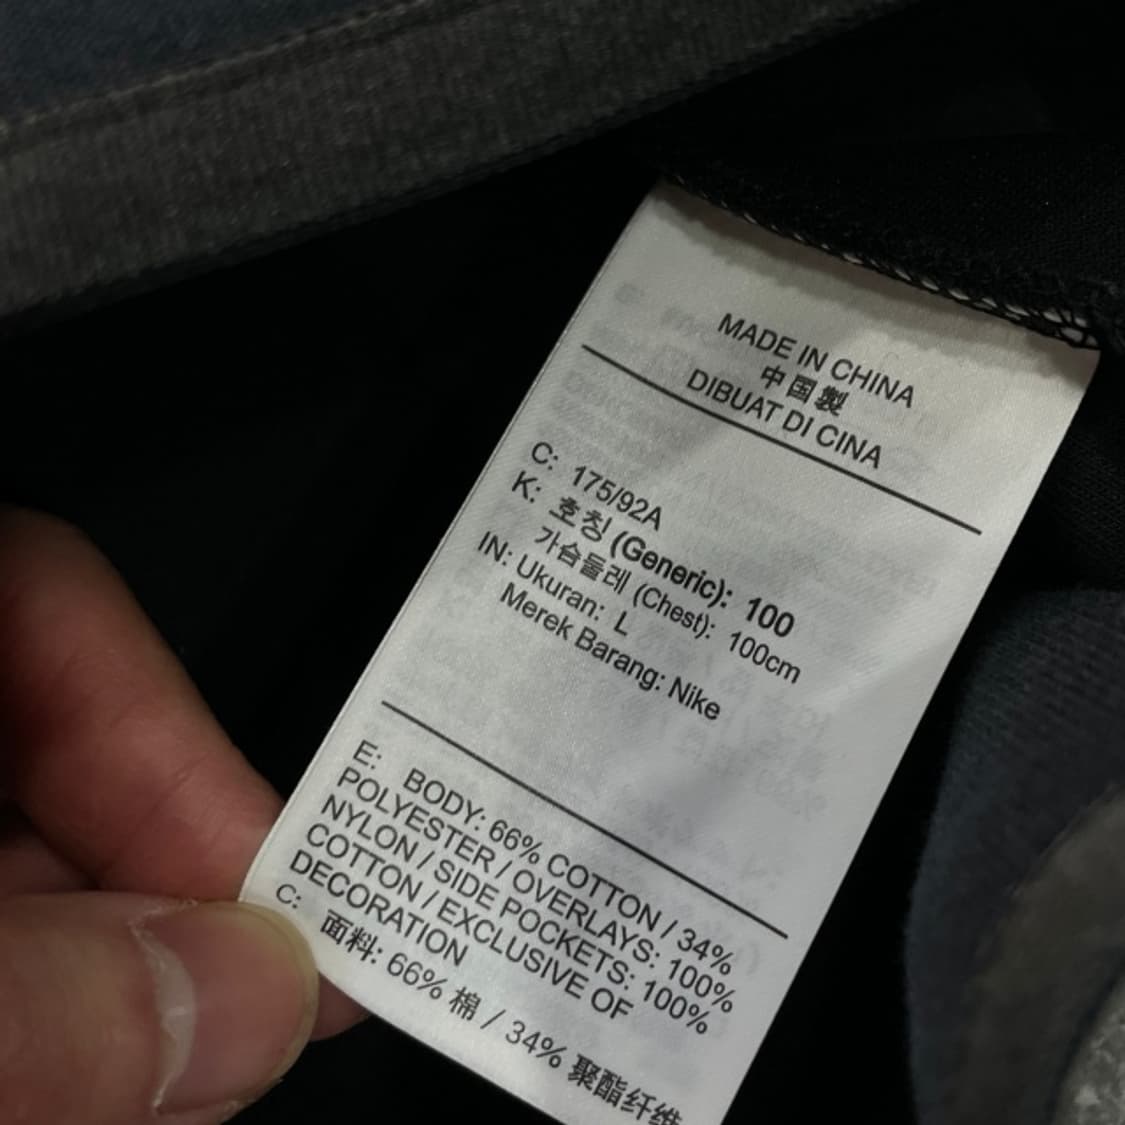 MADE IN CHINA
中国製
DIBUAT DI CINA
C: 175/92A
K: 호칭 (Generic): 100
가슴둘레 (Chest): 100cm
IN: Ukuran: L
Merek Barang: Nike
E: BODY: 66% COTTON / 34%
POLYESTER / OVERLAYS: 100%
NYLON / SIDE POCKETS: 100%
COTTON / EXCLUSIVE OF
DECORATION
C: 面料: 66% 棉 / 34% 聚酯纤维